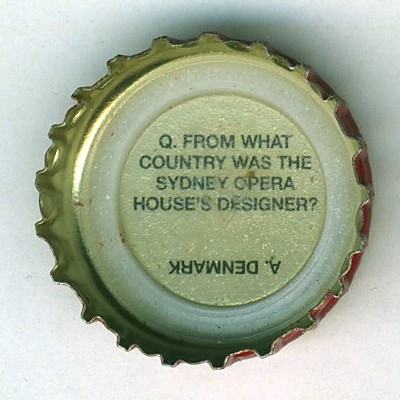 Q. FROM WHAT
COUNTRY WAS THE
SYDNEY OPERA
HOUSE'S DESIGNER?
A. DENMARK